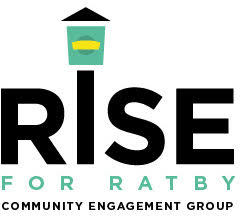 RISE
FOR RATBY
COMMUNITY ENGAGEMENT GROUP